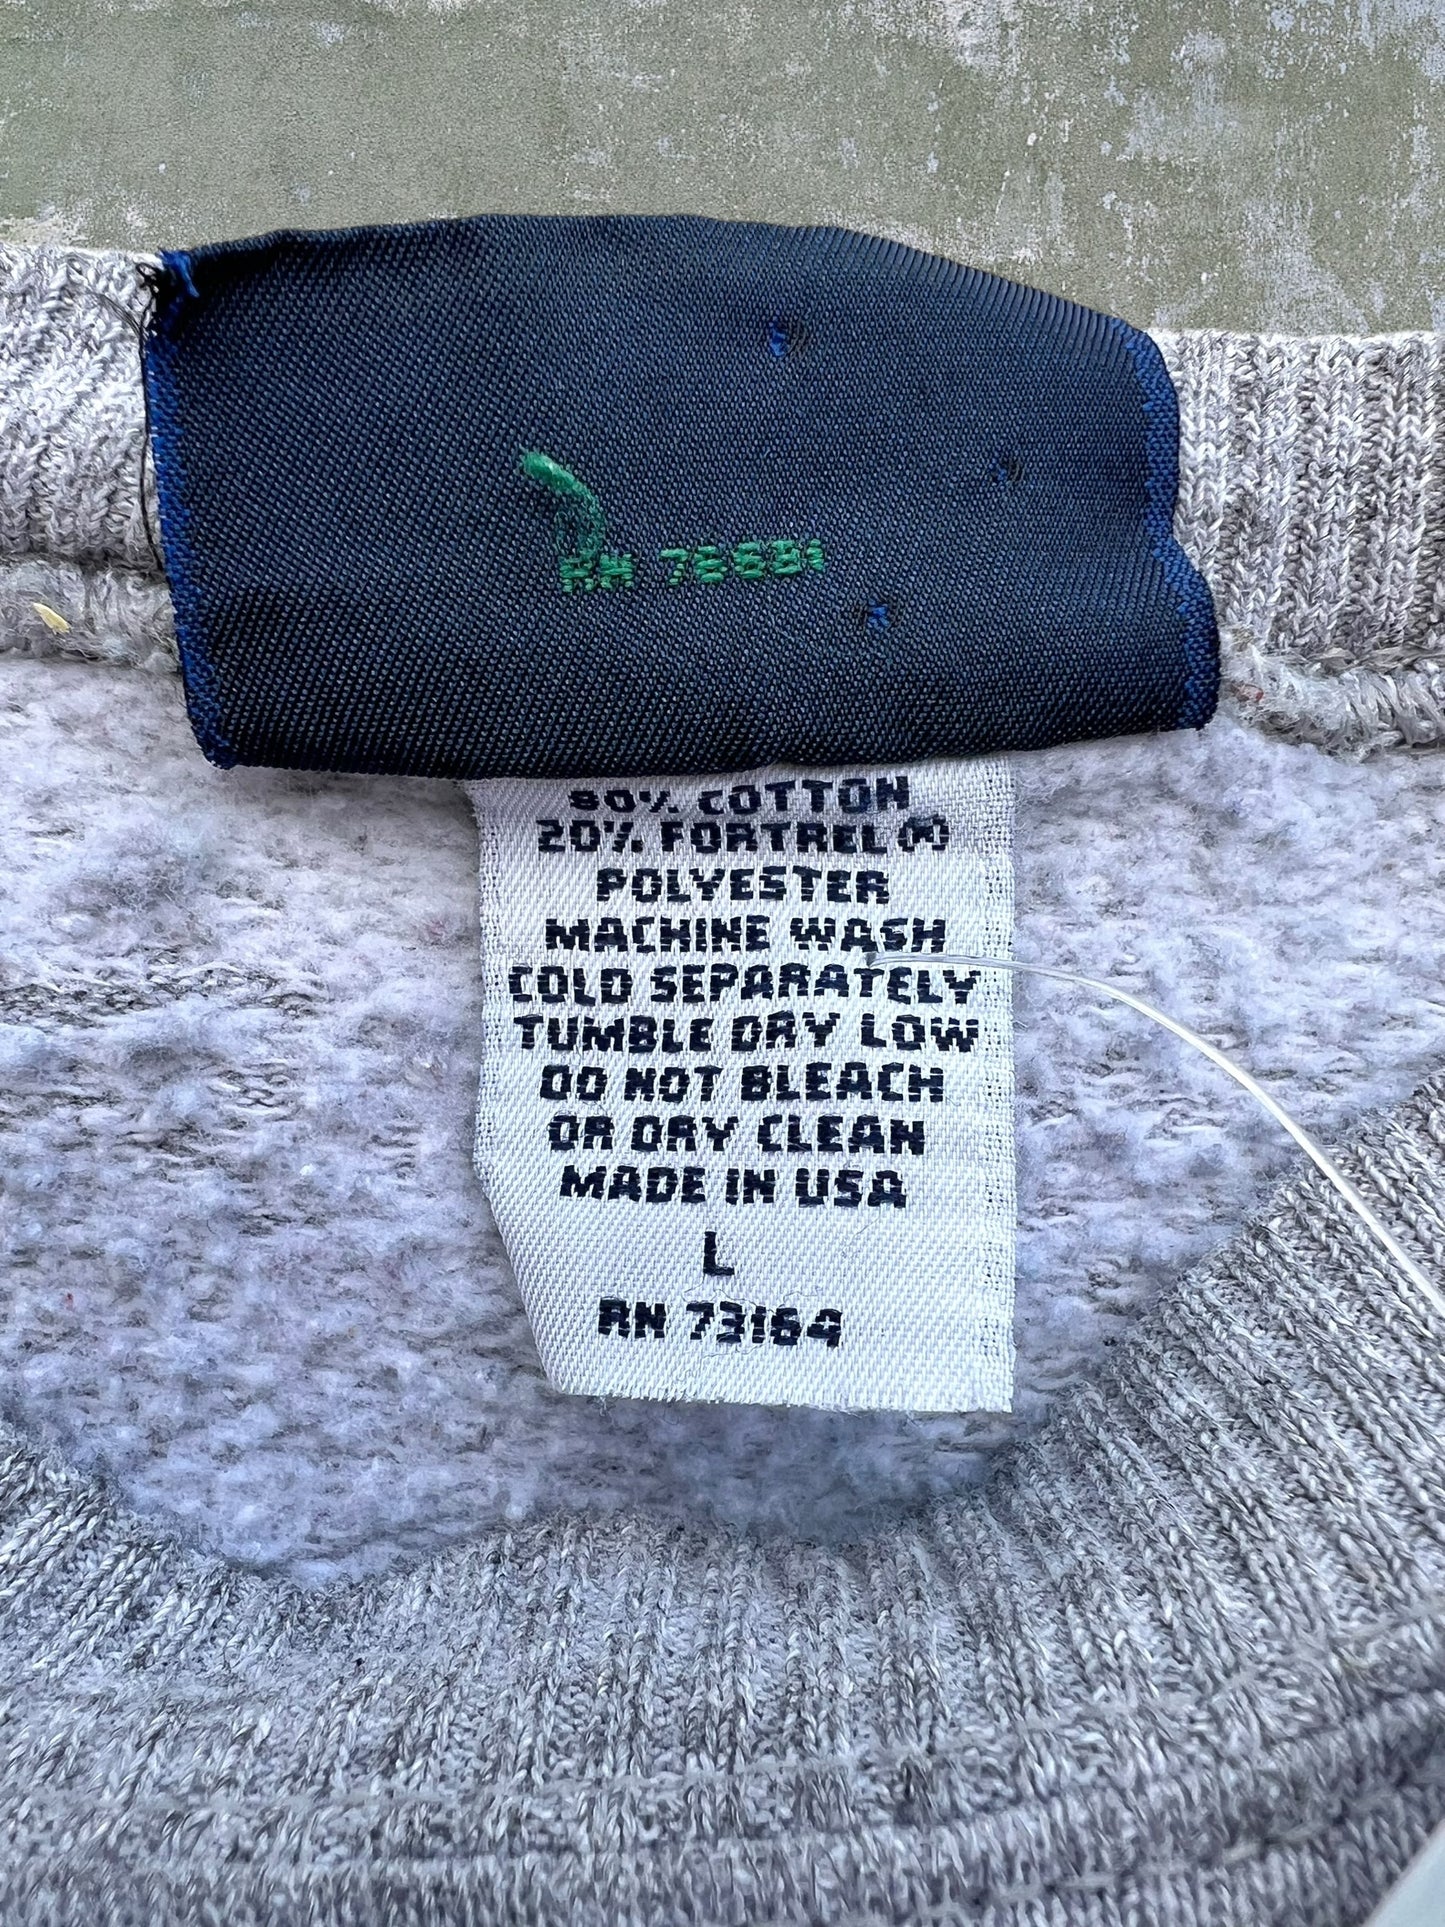 RN 76681
80% COTTON
20% FORTREL (R)
POLYESTER
MACHINE WASH
COLD SEPARATELY
TUMBLE DRY LOW
DO NOT BLEACH
OR DRY CLEAN
MADE IN USA
L
RN 73164